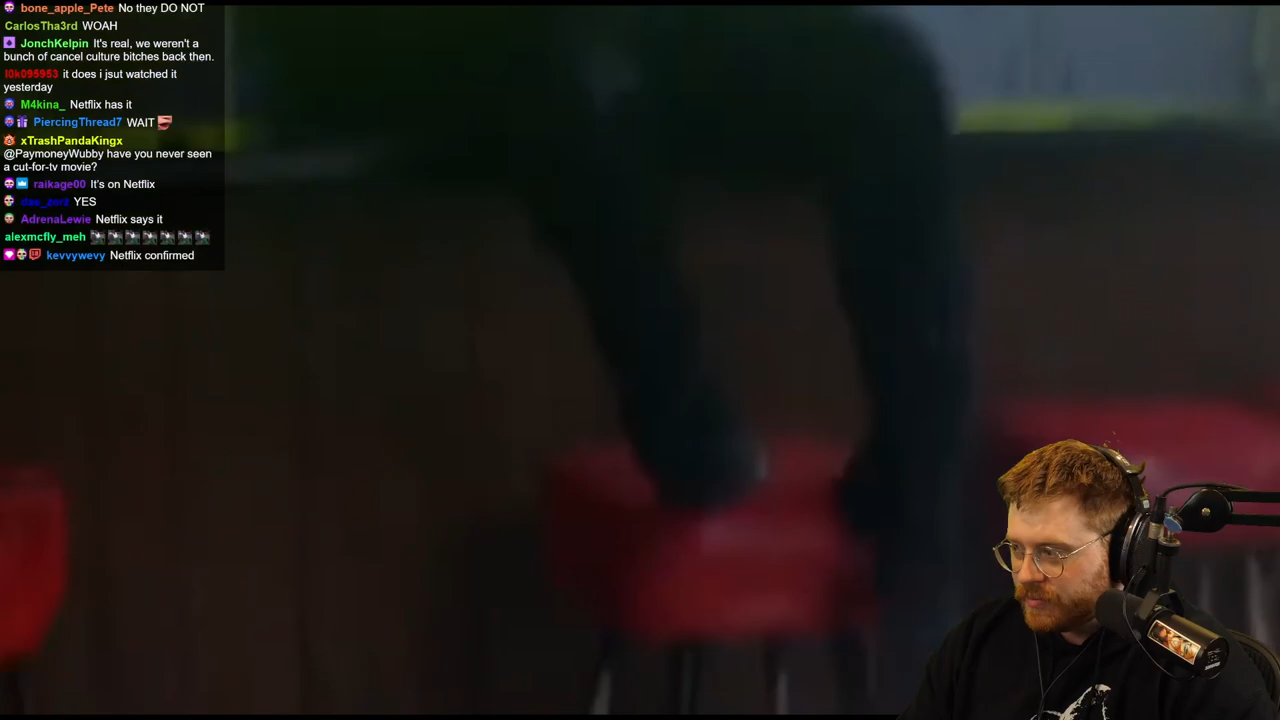 bone_apple_Pete No they DO NOT
CarlosTha3rd WOAH
JonchKelpin It's real, we weren't a
bunch of cancel culture bitches back then.
l0k095953 it does i jsut watched it
yesterday
M4kina_ Netflix has it
PiercingThread7 WAIT
xTrashPandaKingx
@PaymoneyWubby have you never seen
a cut-for-tv movie?
raikage00 It's on Netflix
YES
AdrenaLewie Netflix says it
alexmcfly_meh
kevvywevy Netflix confirmed